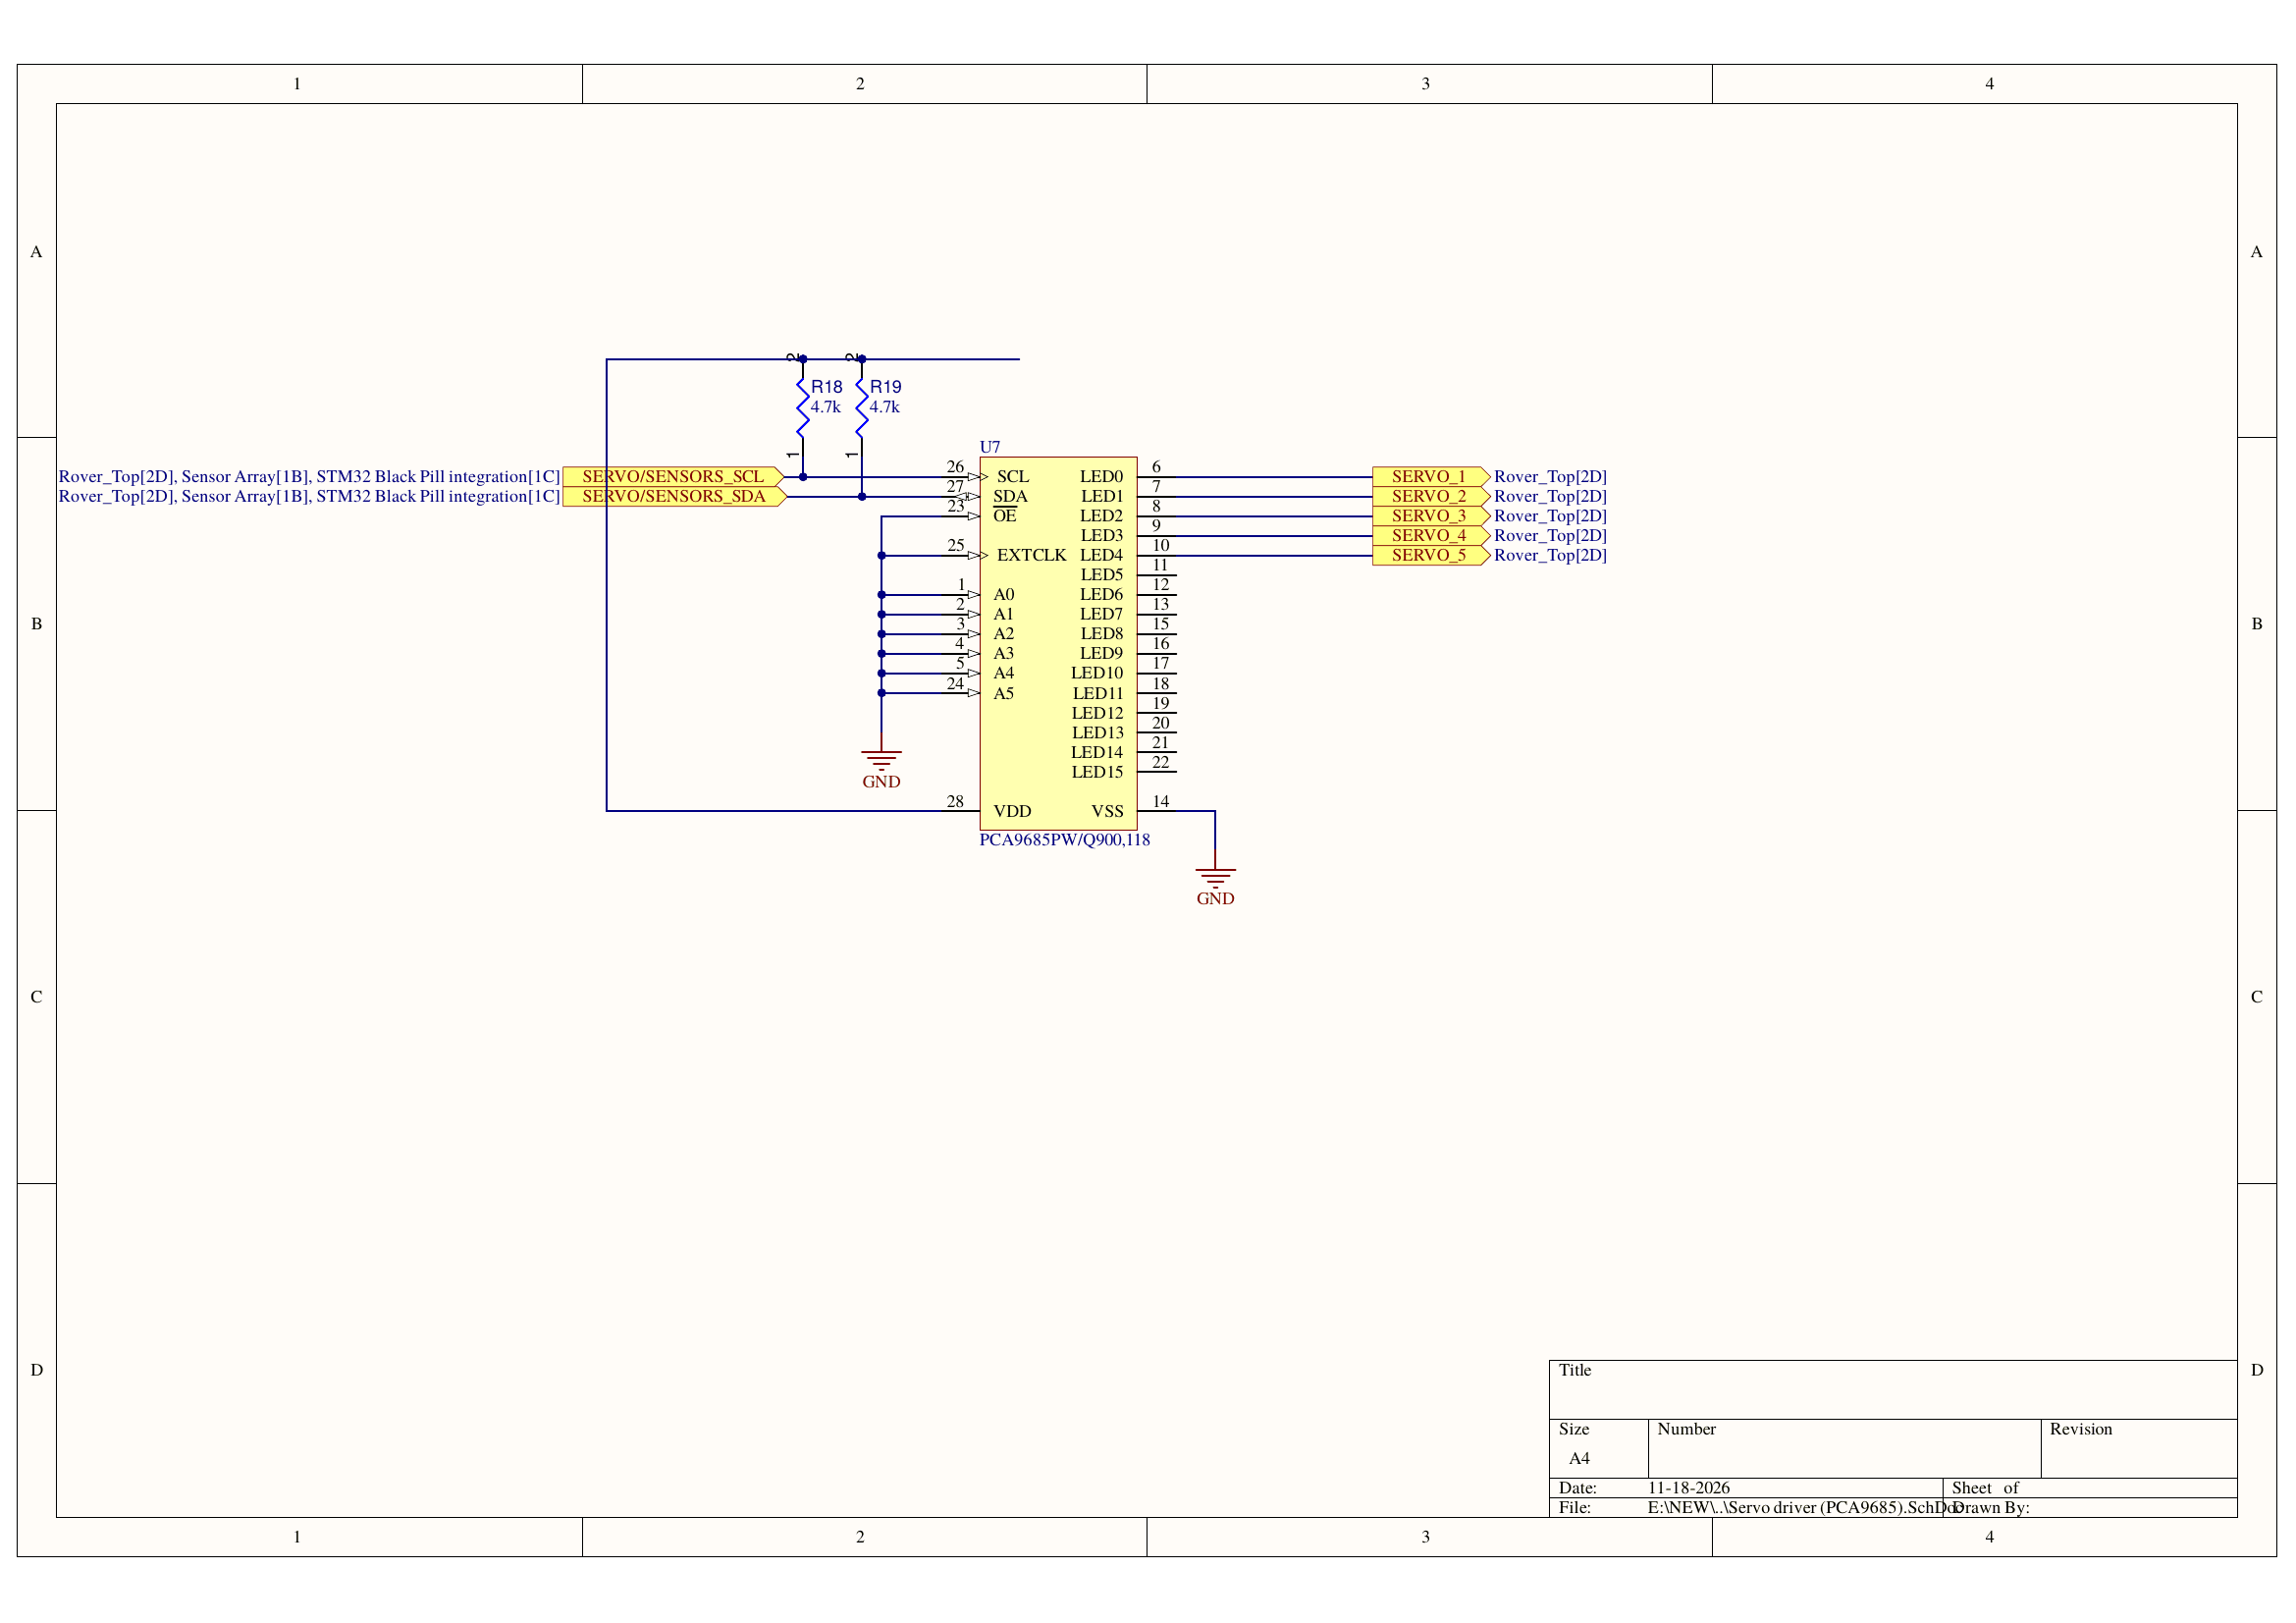 1 2 3 4
A A
2 2
R18 R19
4.7k 4.7k
1 1
U7
Rover_Top[2D], Sensor Array[1B], STM32 Black Pill integration[1C] SERVO/SENSORS_SCL 26 SCL LED0 6 SERVO_1 Rover_Top[2D]
Rover_Top[2D], Sensor Array[1B], STM32 Black Pill integration[1C] SERVO/SENSORS_SDA 27 SDA LED1 7 SERVO_2 Rover_Top[2D]
23 OE LED2 8 SERVO_3 Rover_Top[2D]
LED3 9 SERVO_4 Rover_Top[2D]
25 EXTCLK LED4 10 SERVO_5 Rover_Top[2D]
LED5 11
1 A0 LED6 12
2 A1 LED7 13
B B
3 A2 LED8 15
4 A3 LED9 16
5 A4 LED10 17
24 A5 LED11 18
LED12 19
LED13 20
LED14 21
LED15 22
GND
28 VDD VSS 14
PCA9685PW/Q900,118
GND
C C
D D
Title
Size Number Revision
A4
Date: 11-18-2026 Sheet of
File: E:\NEW\..\Servo driver (PCA9685).SchDoc Drawn By:
1 2 3 4